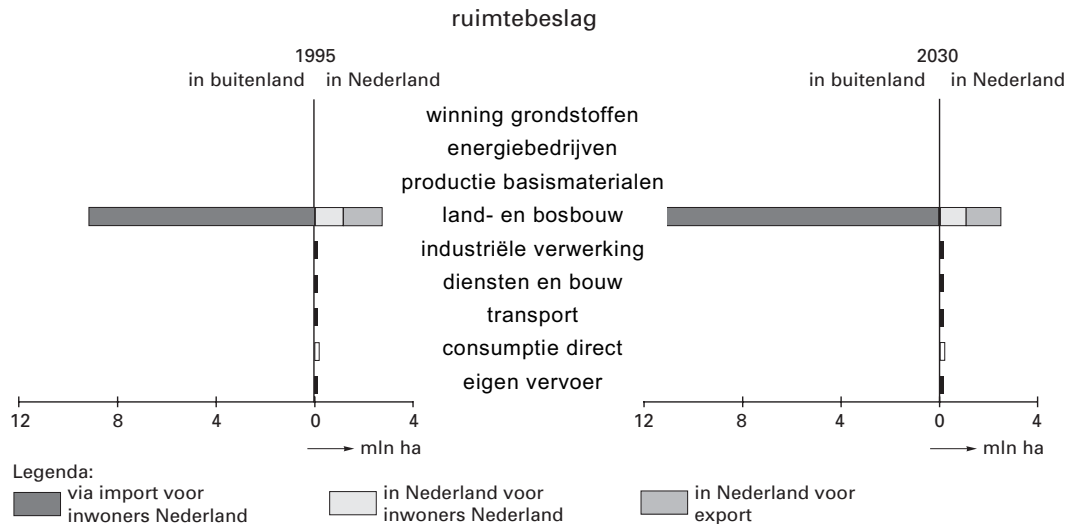 ruimtebeslag
1995
in buitenland in Nederland
2030
in buitenland in Nederland
winning grondstoffen
energiebedrijven
productie basismaterialen
land- en bosbouw
industriële verwerking
diensten en bouw
transport
consumptie direct
eigen vervoer
12 8 4 0 4
mln ha
12 8 4 0 4
mln ha
Legenda:
via import voor
inwoners Nederland
in Nederland voor
inwoners Nederland
in Nederland voor
export